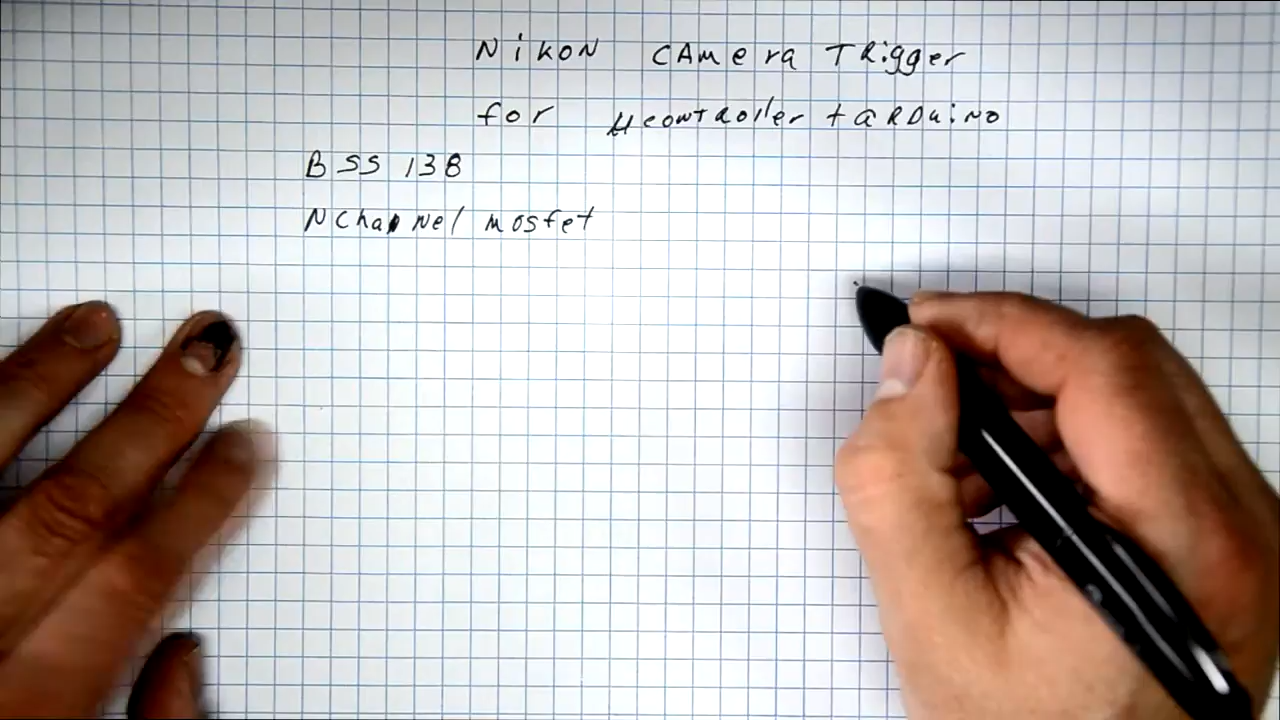 NiKON CAmera TRigger
for µcontroller + aRDuiNO
BSS 138
NChaNNel mosfet